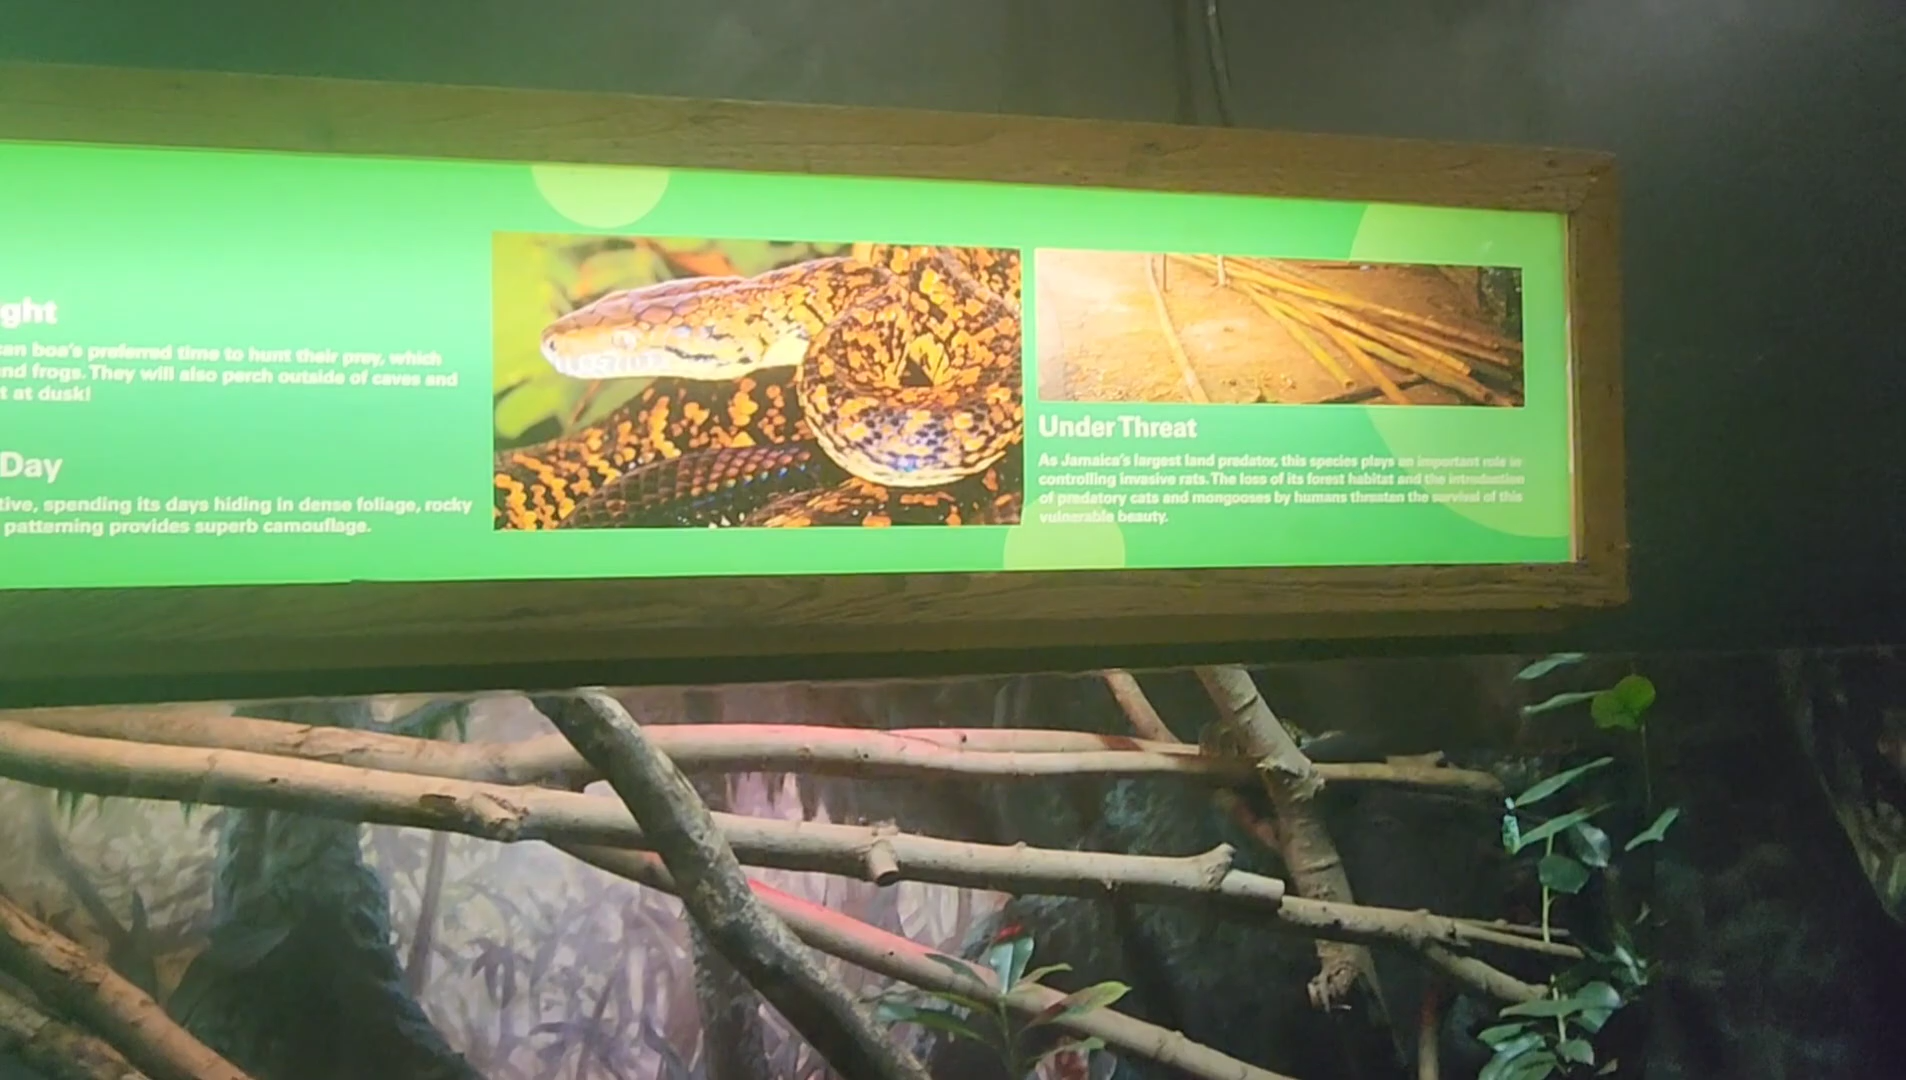 ght
can boa's preferred time to hunt their prey, which
nd frogs. They will also perch outside of caves and
t at dusk!
Day
tive, spending its days hiding in dense foliage, rocky
patterning provides superb camouflage.
Under Threat
As Jamaica's largest land predator, this species plays an important role in
controlling invasive rats. The loss of its forest habitat and the introduction
of predatory cats and mongooses by humans threaten the survival of this
vulnerable beauty.